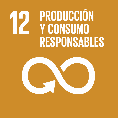 12 PRODUCCIÓN
Y CONSUMO
RESPONSABLES